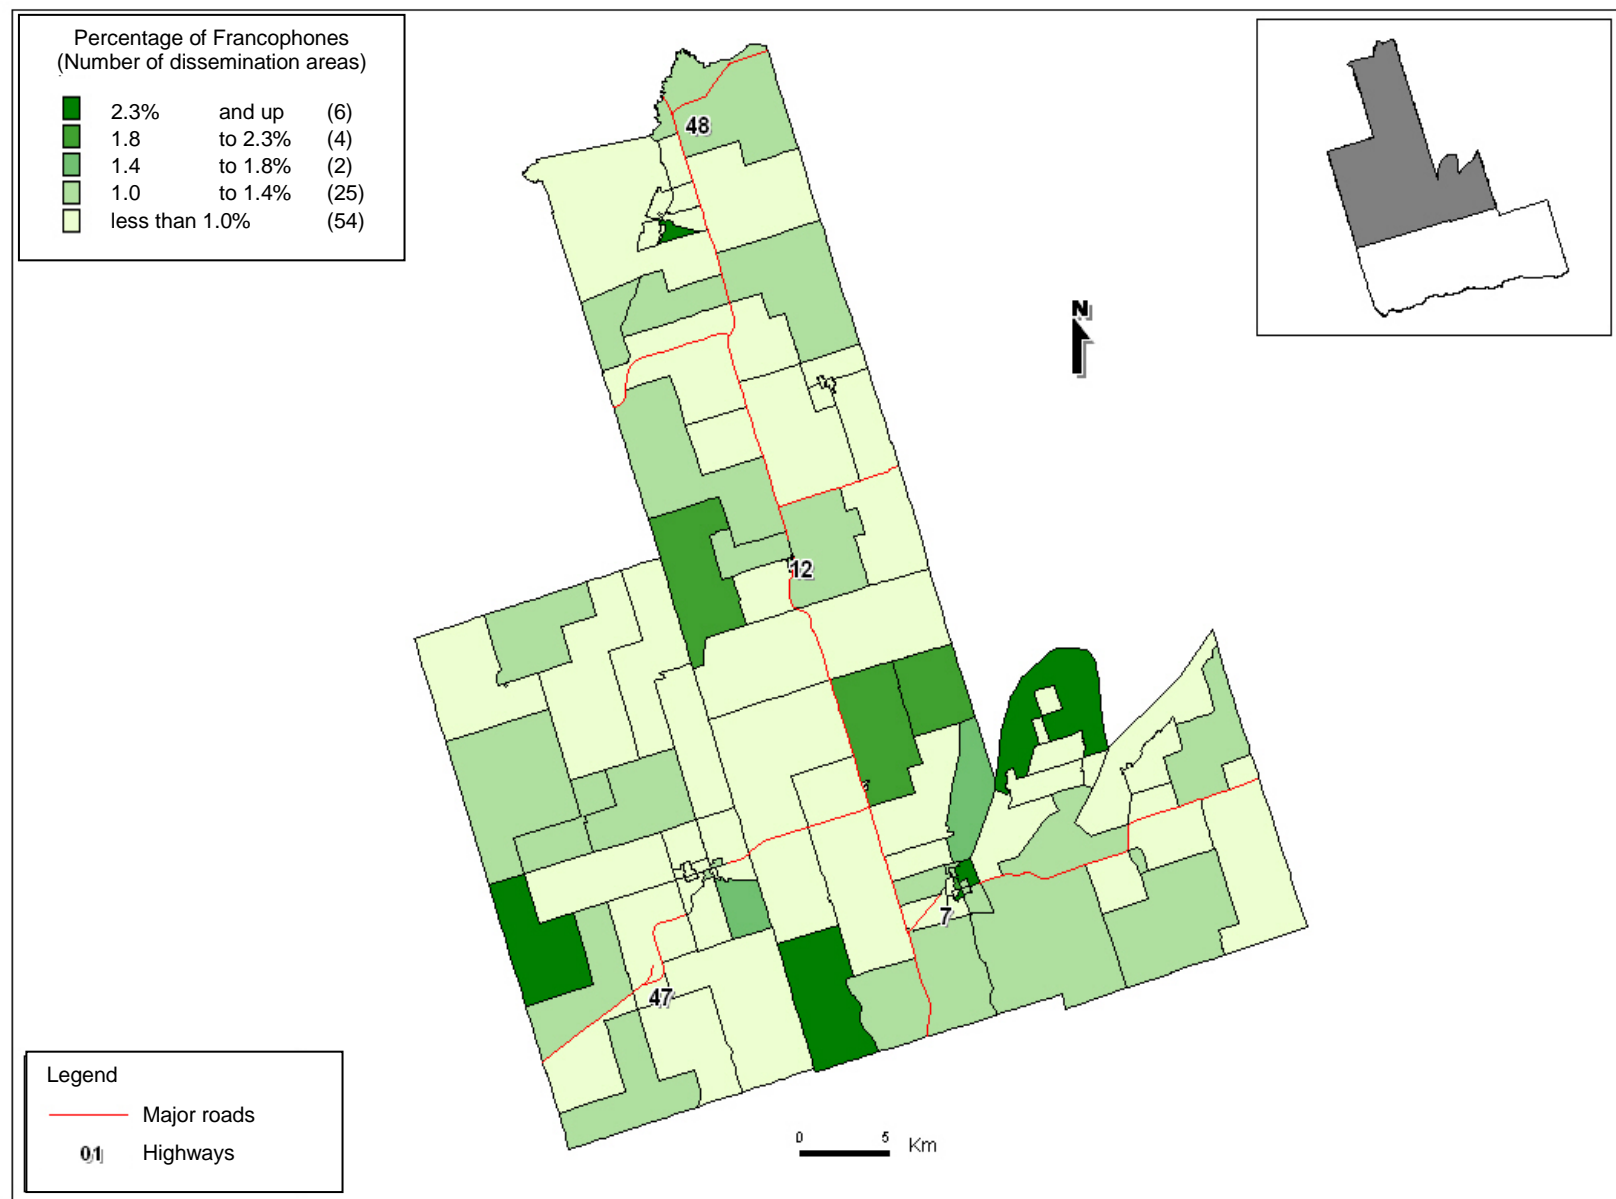 Percentage of Francophones
(Number of dissemination areas)
2.3% and up (6)
1.8 to 2.3% (4)
1.4 to 1.8% (2)
1.0 to 1.4% (25)
less than 1.0% (54)
48
N
12
7
47
Legend
Major roads
01 Highways
0 5 Km